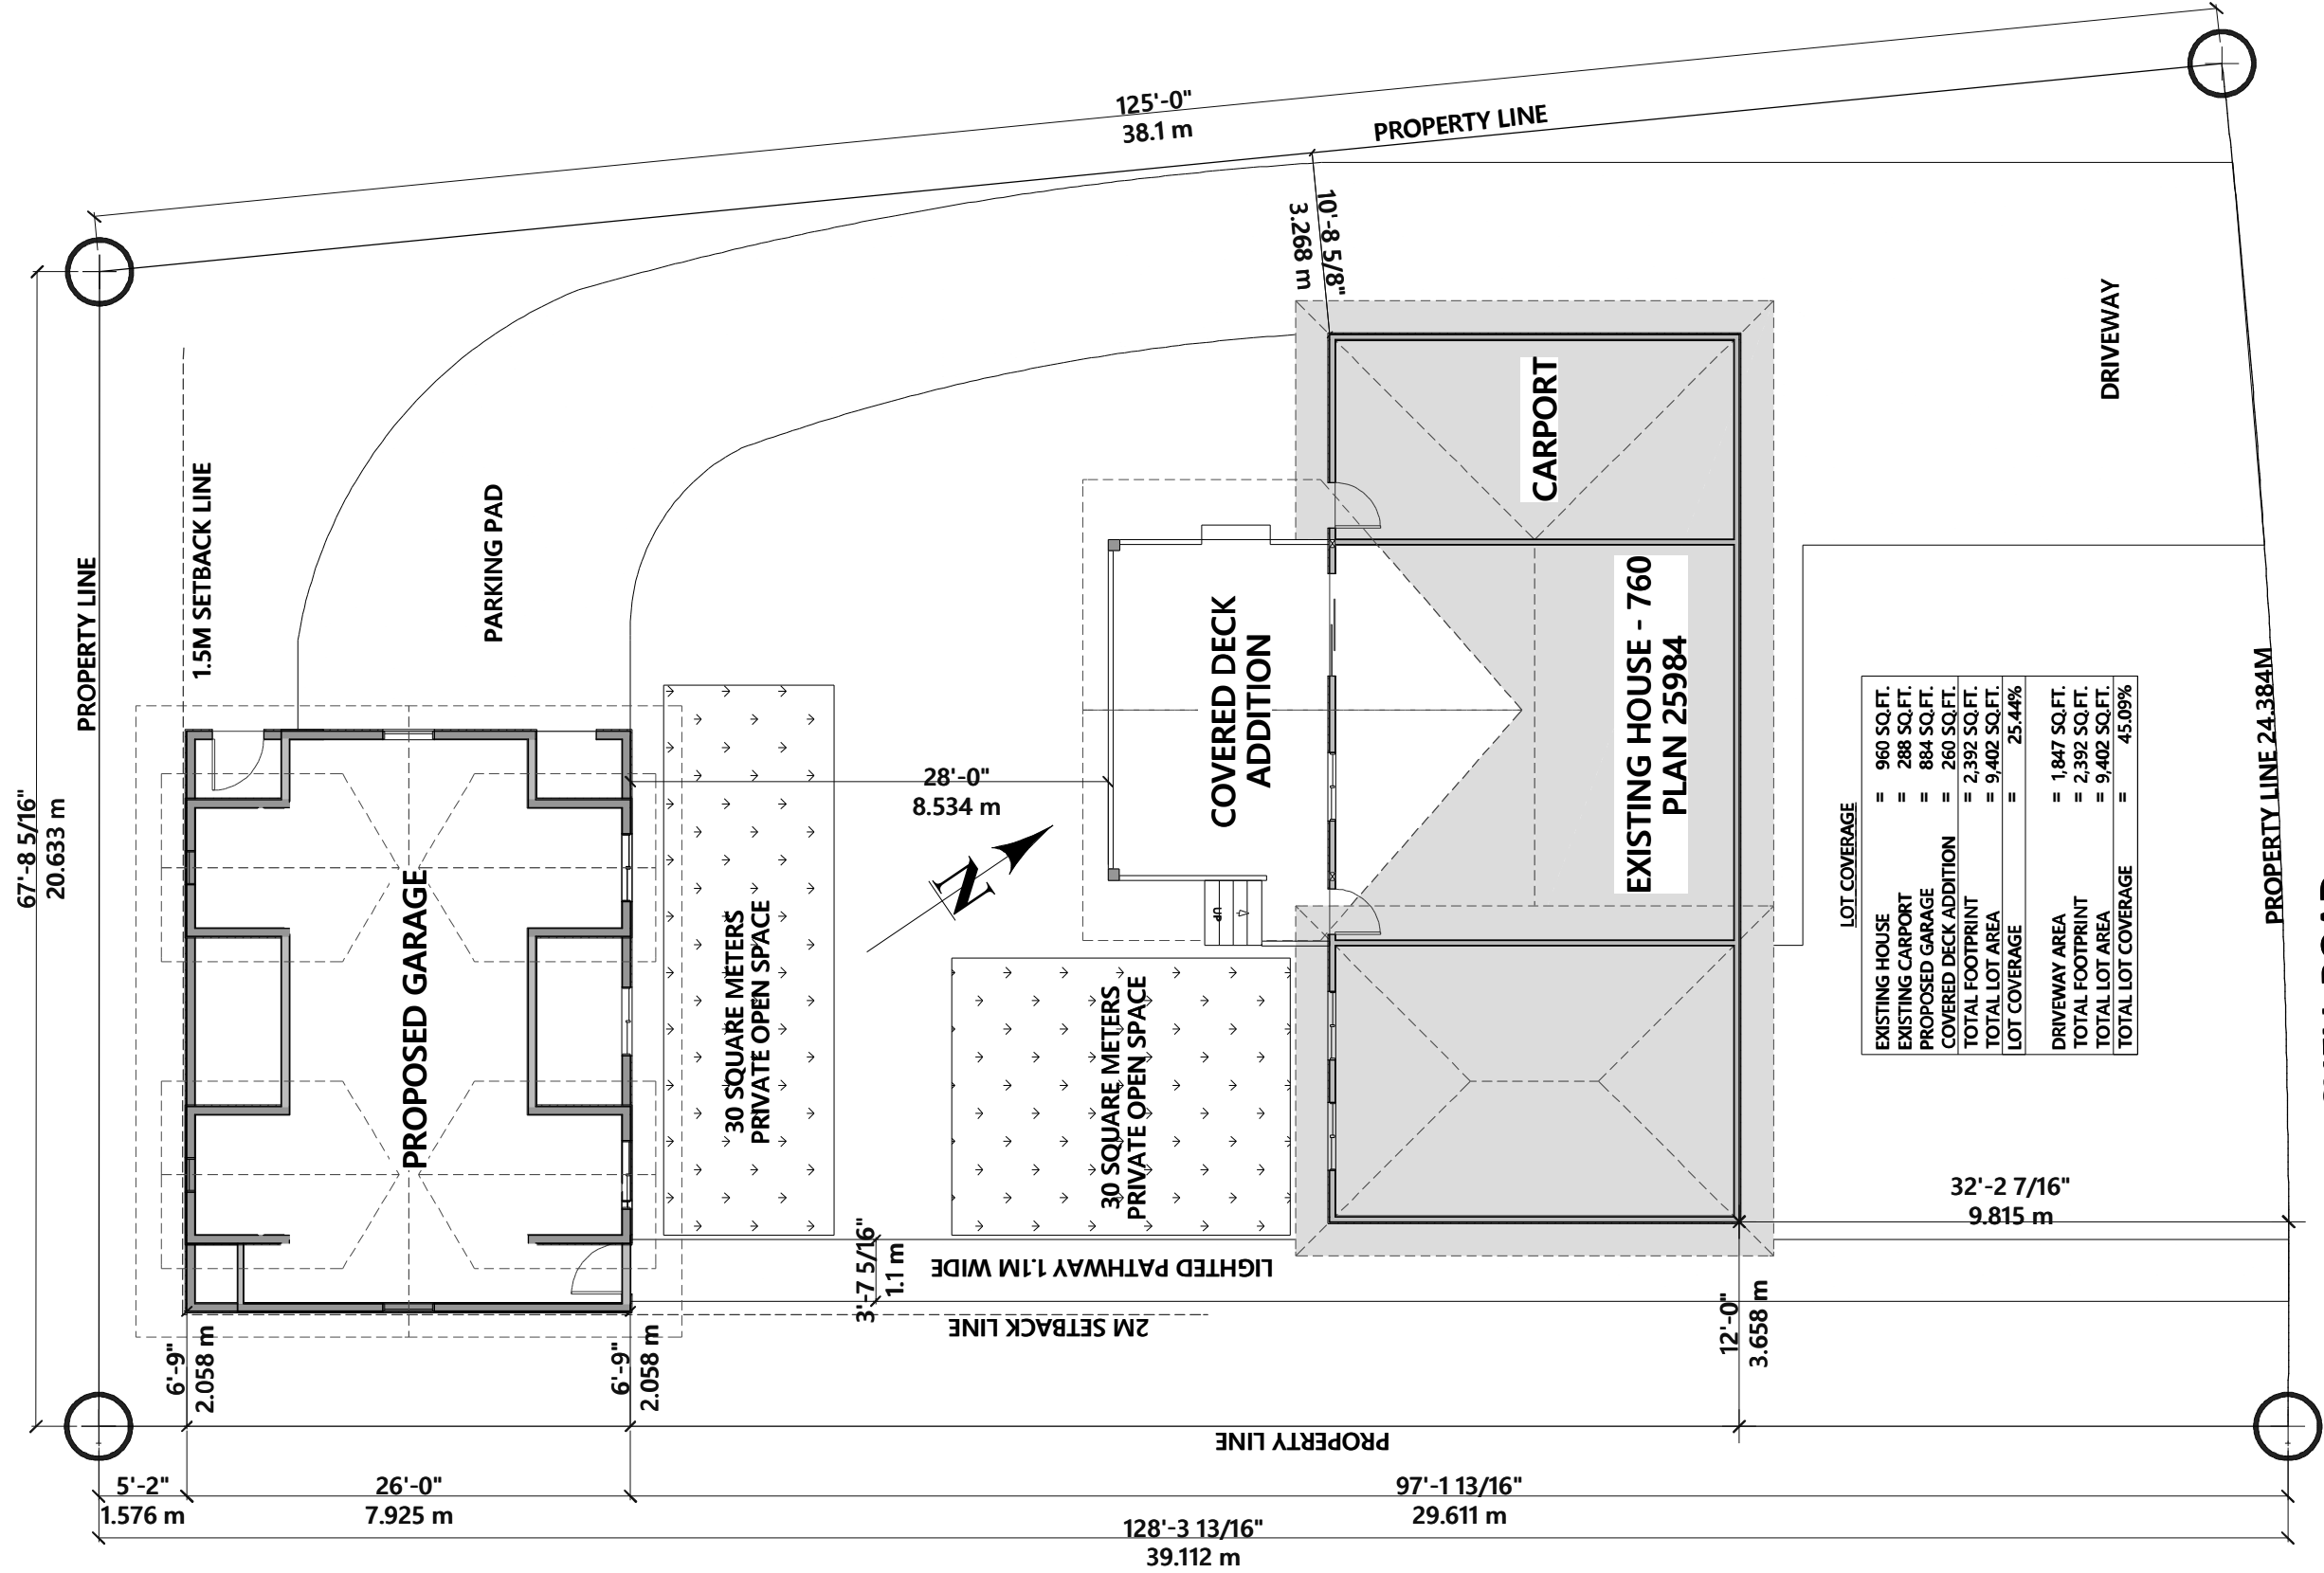 125'-0"
38.1 m
PROPERTY LINE
10'-8 5/8"
3.268 m
DRIVEWAY
CARPORT
1.5M SETBACK LINE
PARKING PAD
PROPERTY LINE
67'-8 5/16"
20.633 m
COVERED DECK
ADDITION
EXISTING HOUSE - 760
PLAN 25984
28'-0"
8.534 m
N
UP
PROPOSED GARAGE
30 SQUARE METERS
PRIVATE OPEN SPACE
30 SQUARE METERS
PRIVATE OPEN SPACE
PROPERTY LINE 24.384M
LOT COVERAGE
EXISTING HOUSE = 960 SQ.FT.
EXISTING CARPORT = 288 SQ.FT.
PROPOSED GARAGE = 884 SQ.FT.
COVERED DECK ADDITION = 260 SQ.FT.
TOTAL FOOTPRINT = 2,392 SQ.FT.
TOTAL LOT AREA = 9,402 SQ.FT.
LOT COVERAGE = 25.44%
DRIVEWAY AREA = 1,847 SQ.FT.
TOTAL FOOTPRINT = 2,392 SQ.FT.
TOTAL LOT AREA = 9,402 SQ.FT.
TOTAL LOT COVERAGE = 45.09%
32'-2 7/16"
9.815 m
LIGHTED PATHWAY 1.1M WIDE
3'-7 5/16"
1.1 m
2M SETBACK LINE
6'-9"
2.058 m
6'-9"
2.058 m
12'-0"
3.658 m
PROPERTY LINE
5'-2"
1.576 m
26'-0"
7.925 m
97'-1 13/16"
29.611 m
128'-3 13/16"
39.112 m